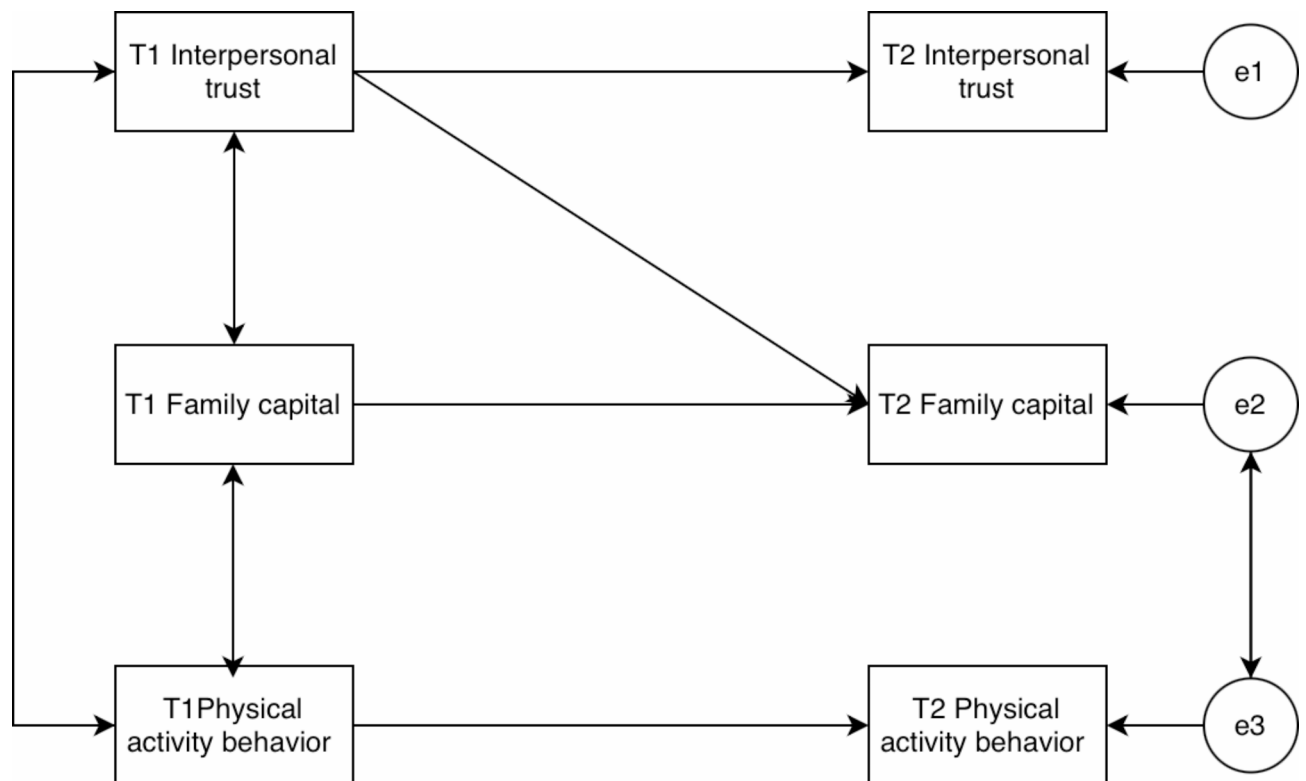 T1 Interpersonal
trust
T2 Interpersonal
trust
e1
T1 Family capital
T2 Family capital
e2
T1Physical
activity behavior
T2 Physical
activity behavior
e3